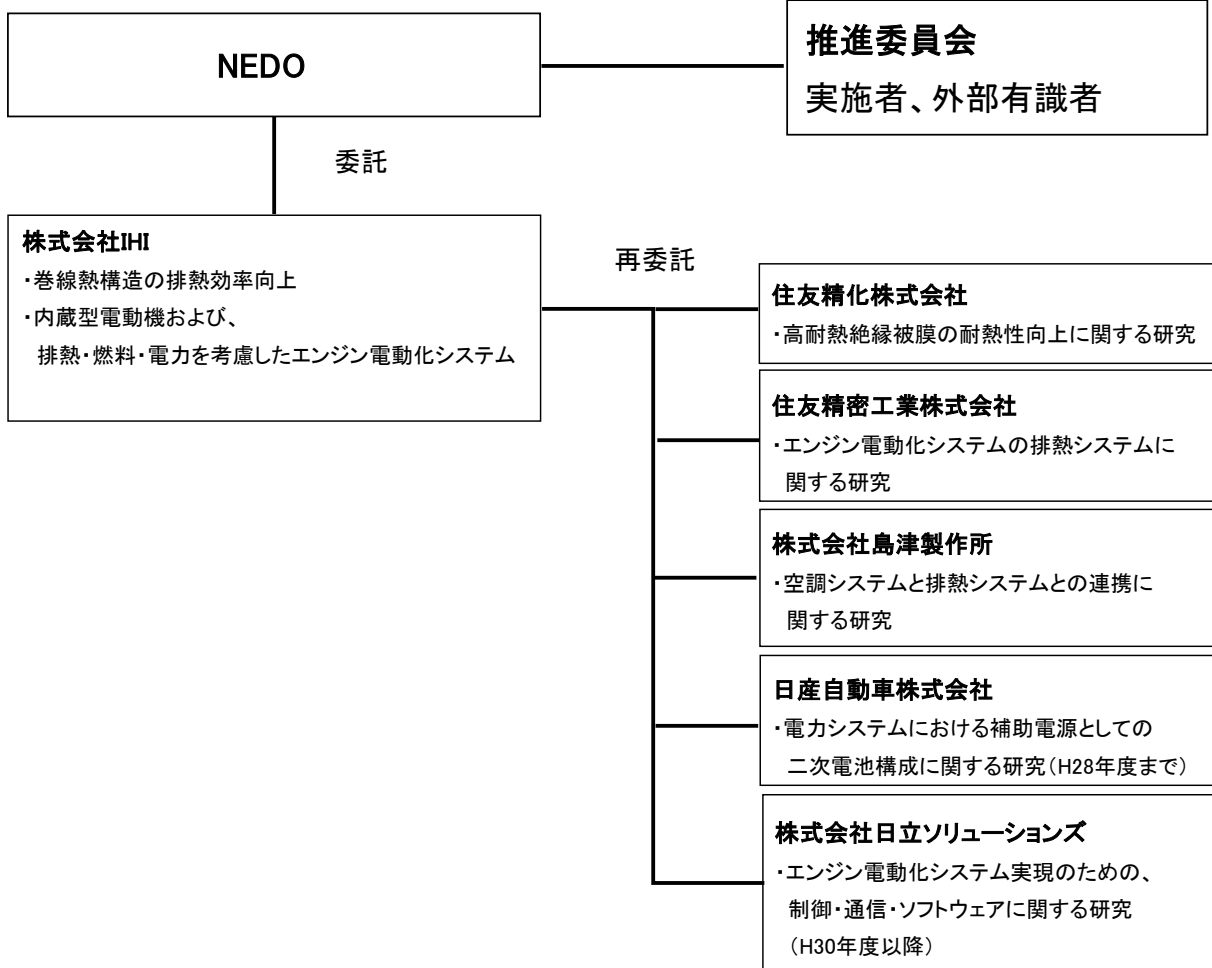 NEDO
推進委員会
実施者、外部有識者
委託
株式会社IHI
・巻線熱構造の排熱効率向上
・内蔵型電動機および、
排熱・燃料・電力を考慮したエンジン電動化システム
再委託
住友精化株式会社
・高耐熱絶縁被膜の耐熱性向上に関する研究
住友精密工業株式会社
・エンジン電動化システムの排熱システムに
関する研究
株式会社島津製作所
・空調システムと排熱システムとの連携に
関する研究
日産自動車株式会社
・電力システムにおける補助電源としての
二次電池構成に関する研究(H28年度まで)
株式会社日立ソリューションズ
・エンジン電動化システム実現のための、
制御・通信・ソフトウェアに関する研究
(H30年度以降)